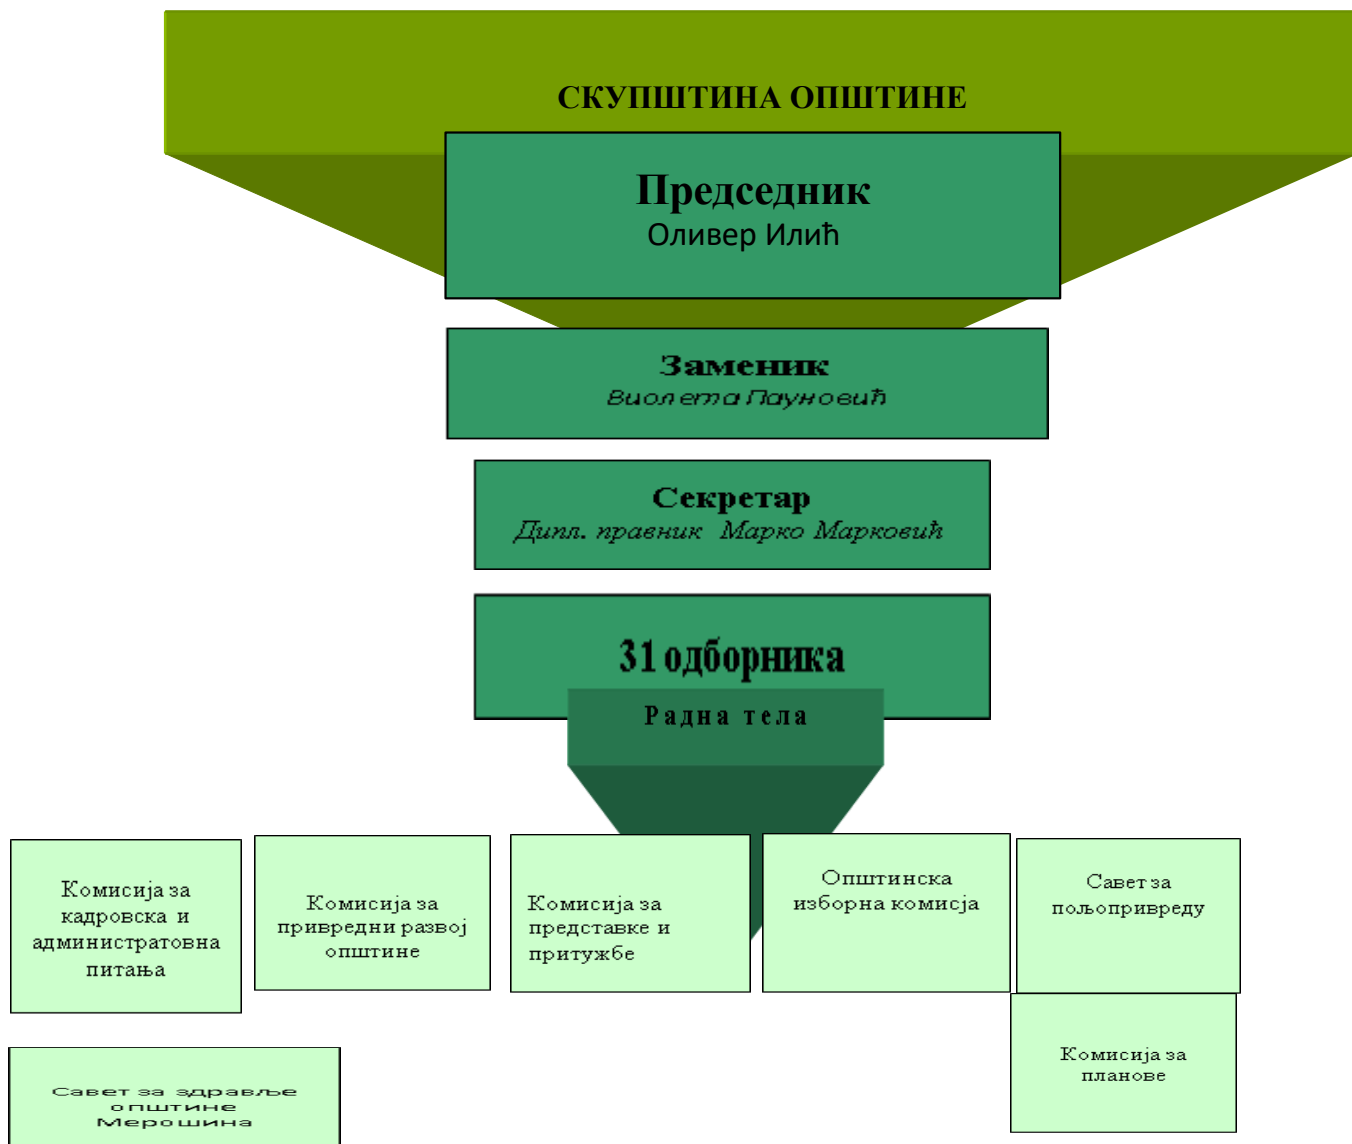 СКУПШТИНА ОПШТИНЕ
Председник
Оливер Илић
Заменик
Виолета Пауновић
Секретар
Дипл. правник Марко Марковић
31 одборника
Радна тела
Комисија за
кадровска и
администратовна
питања
Комисија за
привредни развој
општине
Комисија за
представке и
притужбе
Општинска
изборна комисја
Савет за
пољопривреду
Комисија за
планове
Савет за здравље
општине
Мерошина